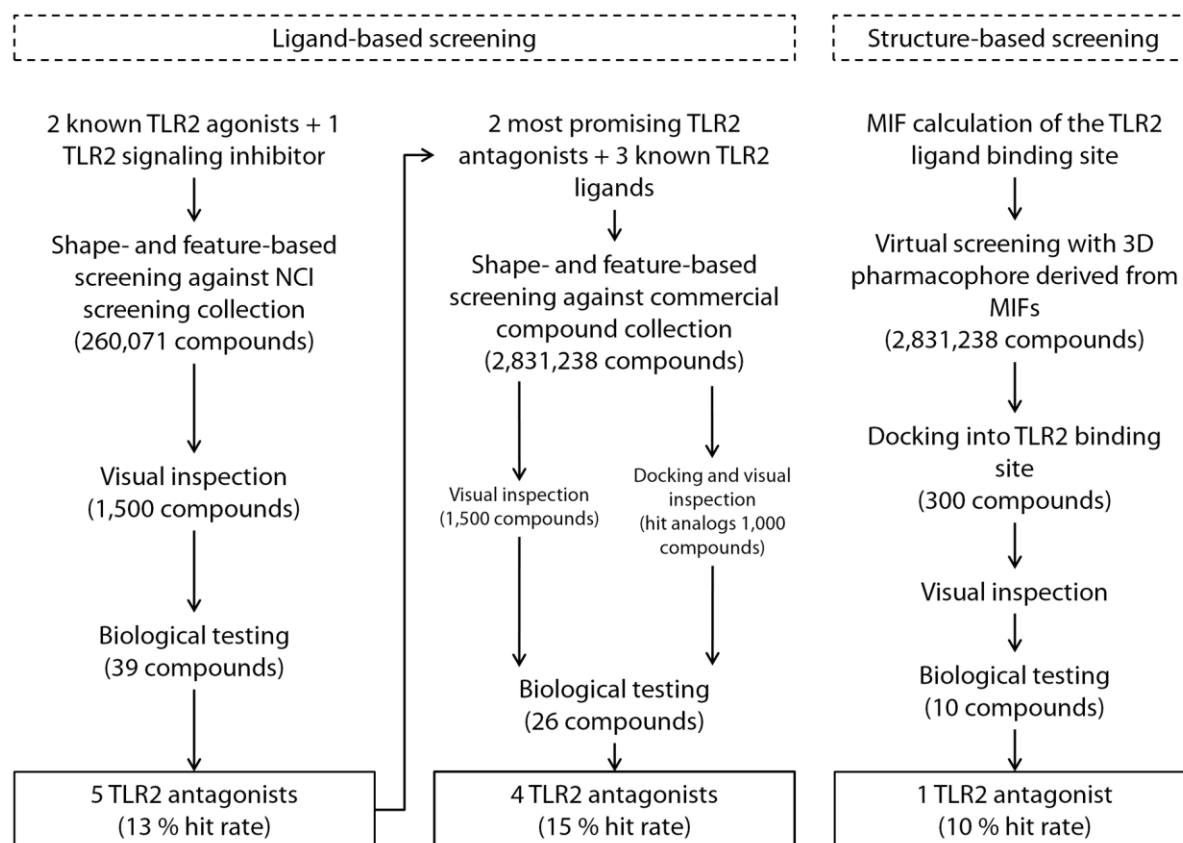 Ligand-based screening
Structure-based screening
2 known TLR2 agonists + 1
TLR2 signaling inhibitor
Shape- and feature-based
screening against NCI
screening collection
(260,071 compounds)
Visual inspection
(1,500 compounds)
Biological testing
(39 compounds)
5 TLR2 antagonists
(13 % hit rate)
2 most promising TLR2
antagonists + 3 known TLR2
ligands
Shape- and feature-based
screening against commercial
compound collection
(2,831,238 compounds)
Visual inspection
(1,500 compounds)
Docking and visual
inspection
(hit analogs 1,000
compounds)
Biological testing
(26 compounds)
4 TLR2 antagonists
(15 % hit rate)
MIF calculation of the TLR2
ligand binding site
Virtual screening with 3D
pharmacophore derived from
MIFs
(2,831,238 compounds)
Docking into TLR2 binding
site
(300 compounds)
Visual inspection
Biological testing
(10 compounds)
1 TLR2 antagonist
(10 % hit rate)